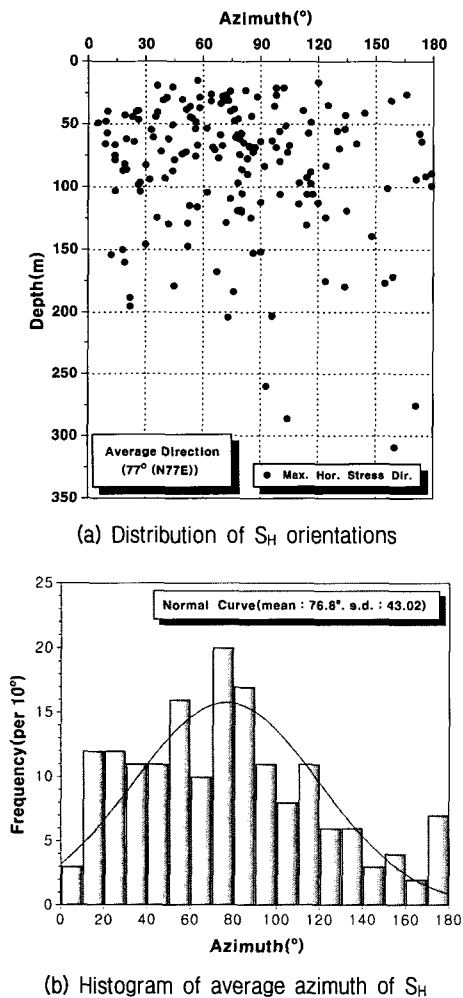 Azimuth(°)
0 30 60 90 120 150 180
0
50
100
150
200
250
300
350
Depth(m)
Average Direction
(77° (N77E))
● Max. Hor. Stress Dir.
(a) Distribution of SH orientations
25
20
15
10
5
0
Frequency(per 10°)
Normal Curve(mean : 76.8°. s.d. : 43.02)
0 20 40 60 80 100 120 140 160 180
Azimuth(°)
(b) Histogram of average azimuth of SH